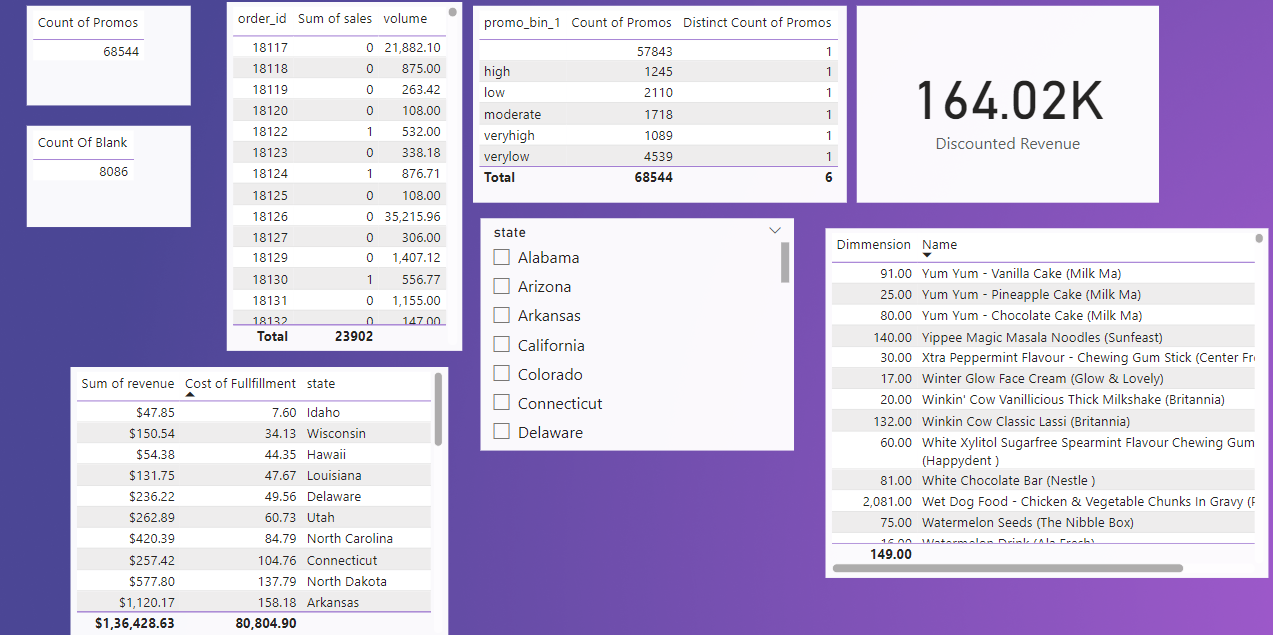 Count of Promos
68544
Count Of Blank
8086
order_id Sum of sales volume
18117 0 21,882.10
18118 0 875.00
18119 0 263.42
18120 0 108.00
18122 1 532.00
18123 0 338.18
18124 1 876.71
18125 0 108.00
18126 0 35,215.96
18127 0 306.00
18129 0 1,407.12
18130 1 556.77
18131 0 1,155.00
18132 0 147.00
Total 23902
promo_bin_1 Count of Promos Distinct Count of Promos
57843 1
high 1245 1
low 2110 1
moderate 1718 1
veryhigh 1089 1
verylow 4539 1
Total 68544 6
164.02K
Discounted Revenue
state
Alabama
Arizona
Arkansas
California
Colorado
Connecticut
Delaware
Dimmension Name
91.00 Yum Yum - Vanilla Cake (Milk Ma)
25.00 Yum Yum - Pineapple Cake (Milk Ma)
80.00 Yum Yum - Chocolate Cake (Milk Ma)
140.00 Yippee Magic Masala Noodles (Sunfeast)
30.00 Xtra Peppermint Flavour - Chewing Gum Stick (Center Fr
17.00 Winter Glow Face Cream (Glow & Lovely)
20.00 Winkin' Cow Vanillicious Thick Milkshake (Britannia)
132.00 Winkin Cow Classic Lassi (Britannia)
60.00 White Xylitol Sugarfree Spearmint Flavour Chewing Gum
(Happydent )
81.00 White Chocolate Bar (Nestle )
2,081.00 Wet Dog Food - Chicken & Vegetable Chunks In Gravy (P
75.00 Watermelon Seeds (The Nibble Box)
16.00 Watermelon Drink (Ala Fresh)
149.00
Sum of revenue Cost of Fullfillment state
$47.85 7.60 Idaho
$150.54 34.13 Wisconsin
$54.38 44.35 Hawaii
$131.75 47.67 Louisiana
$236.22 49.56 Delaware
$262.89 60.73 Utah
$420.39 84.79 North Carolina
$257.42 104.76 Connecticut
$577.80 137.79 North Dakota
$1,120.17 158.18 Arkansas
$1,36,428.63 80,804.90